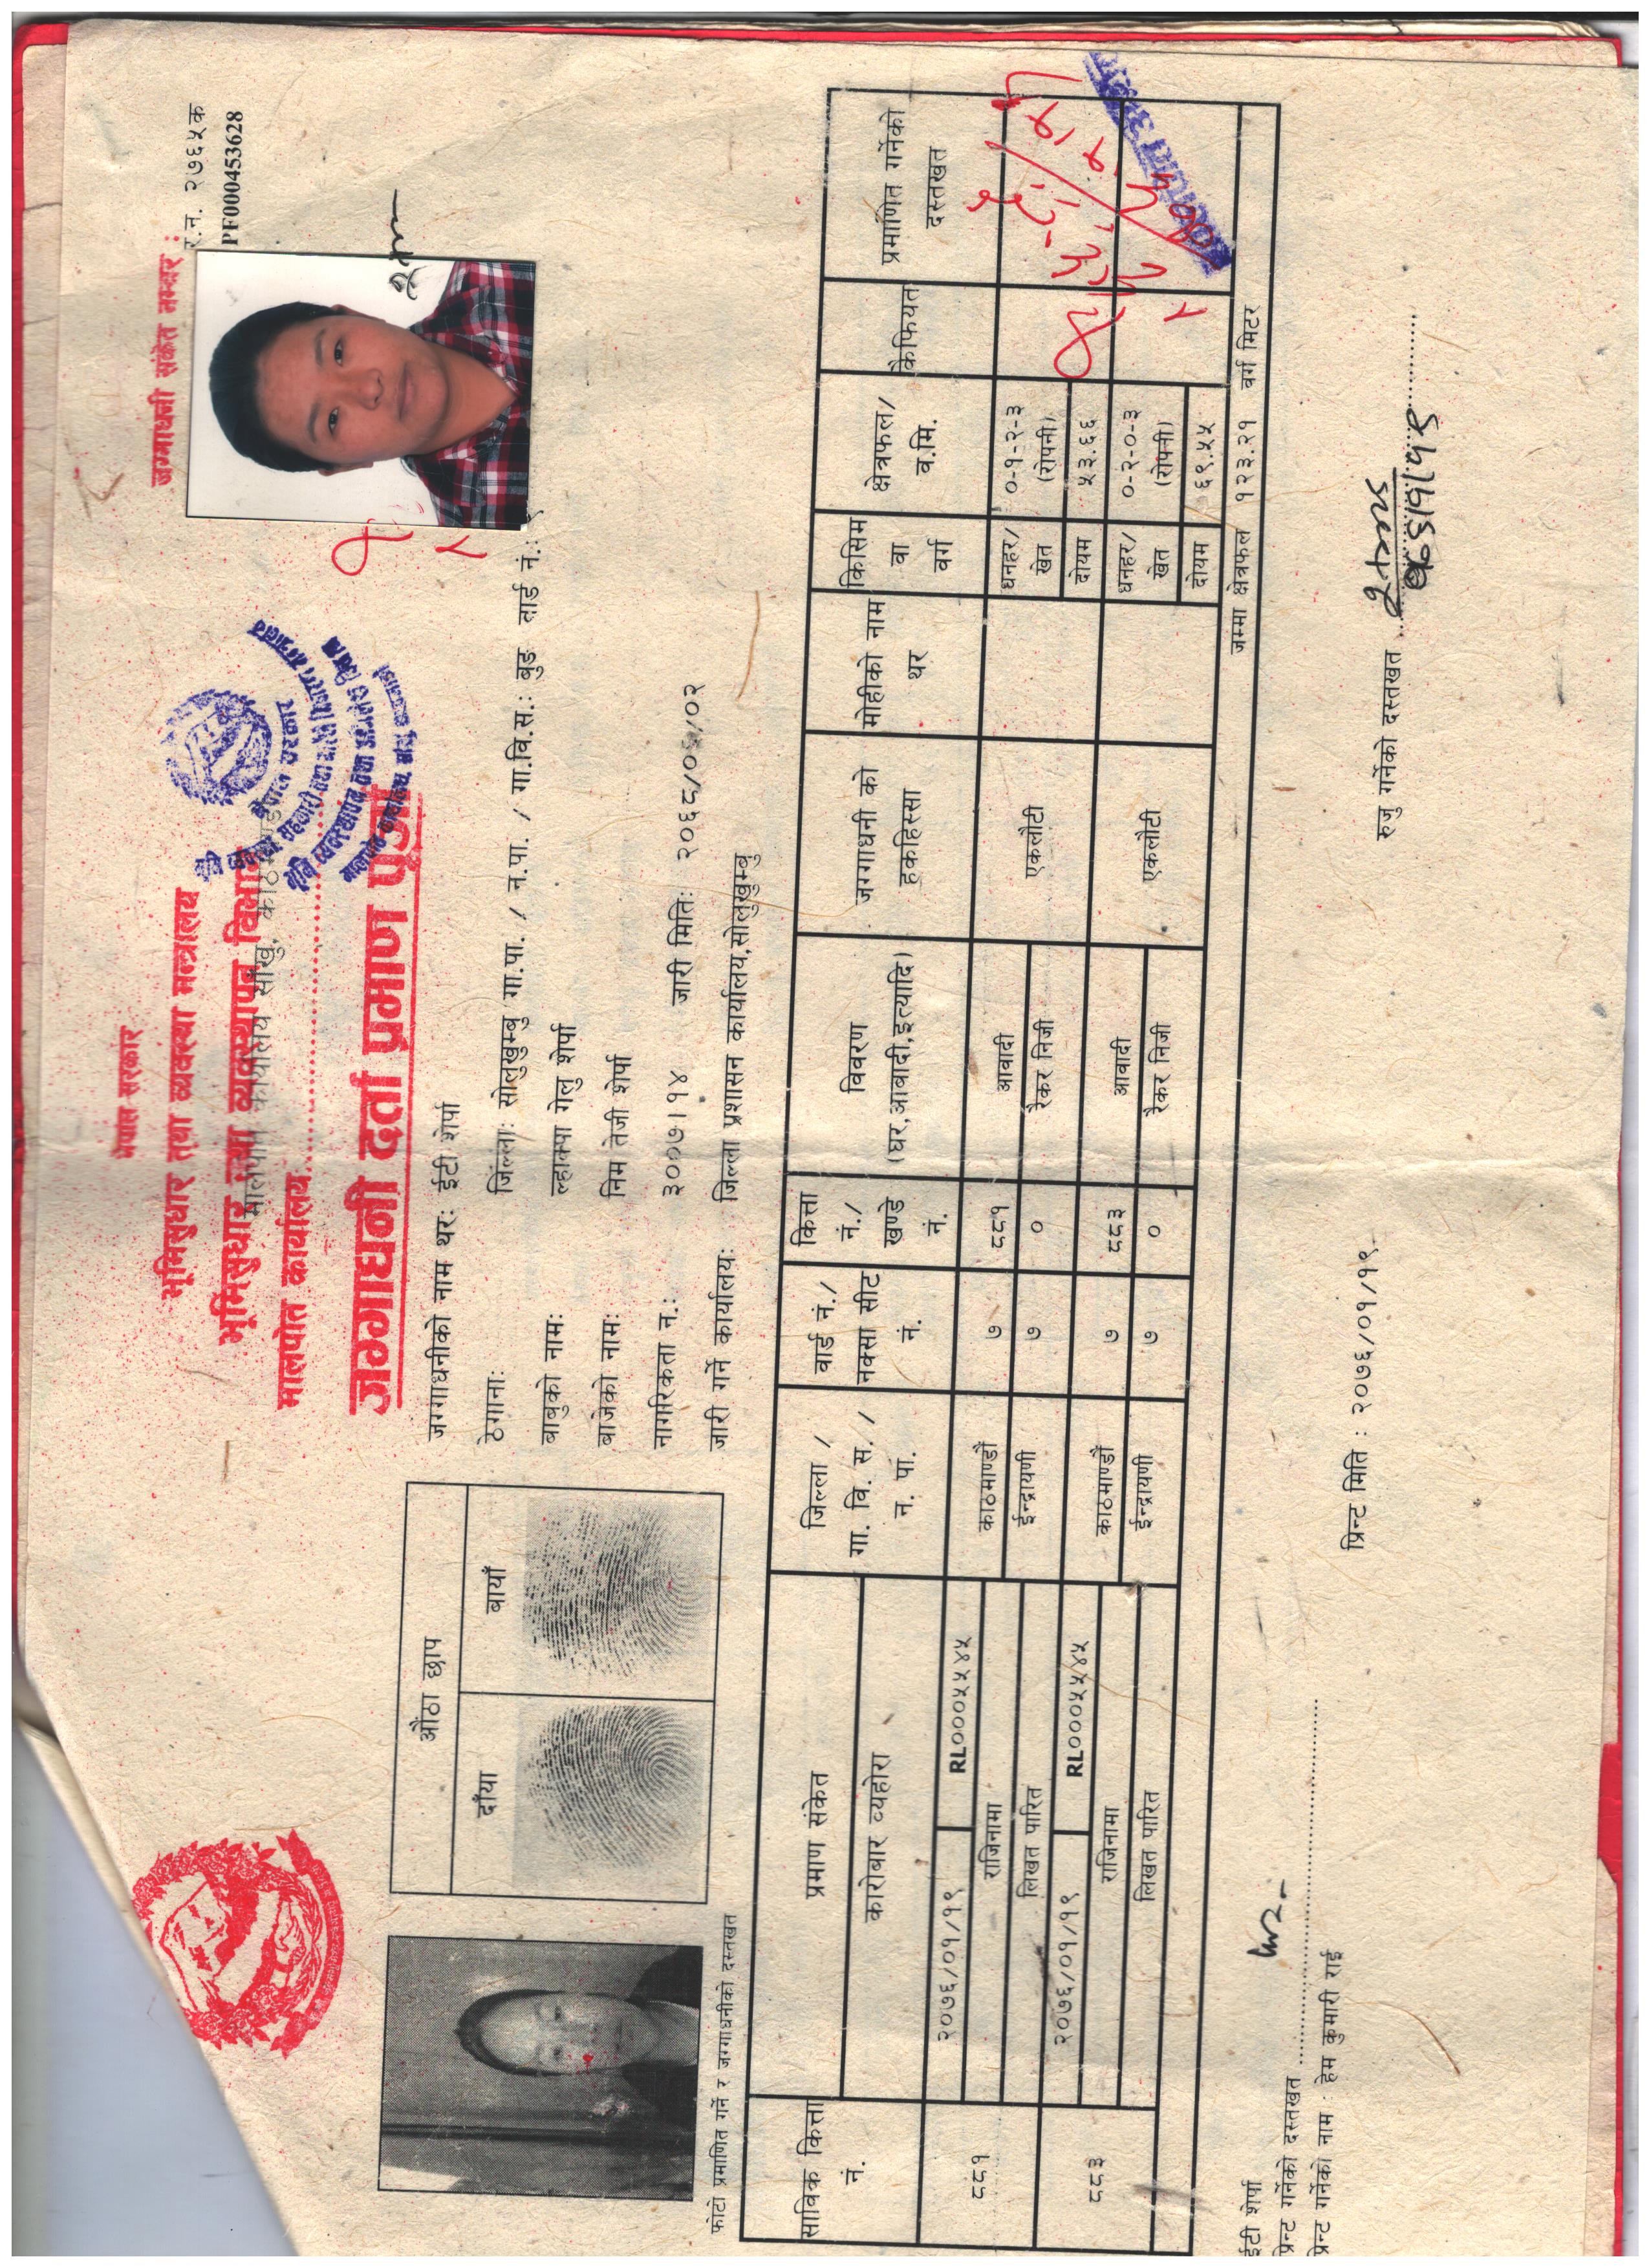 जग्गाधनी संकेत नम्बर :
र.न. २७६५क
PF000453628
नेपाल सरकार
भूमिसुधार तथा व्यवस्था मन्त्रालय
भूमिसुधार तथा व्यवस्थापन विभाग
मालपोत कार्यालय साँखु, काठमाण्डौ
मालपोत कार्यालय:
जग्गाधनी दर्ता प्रमाण पूर्जा
नेपाल सरकार
औंठा छाप
दाँया बायाँ
फोटो प्रमाणित गर्ने र जग्गाधनीको दस्तखत
जग्गाधनीको नाम थर: ईटी शेर्पा
ठेगाना: जिल्ला: सोलुखुम्बु गा.पा. / न.पा. / गा.वि.स.: बुङ वार्ड नं.:
बाबुको नाम: ल्हाक्पा गेलु शेर्पा
बाजेको नाम: निम तेजी शेर्पा
नागरिकता न.: ३००७।१४ जारी मिति: २०६८/०६/०२
जारी गर्ने कार्यालय: जिल्ला प्रशासन कार्यालय,सोलुखुम्बु
साविक कित्ता नं. प्रमाण संकेत कारोबार व्यहोरा जिल्ला / गा. वि. स. / न. पा. वार्ड नं./ नक्सा सीट नं. कित्ता नं./ खण्डे नं. विवरण (घर,आवादी,इत्यादि) जग्गाधनी को हकहिस्सा मोहीको नाम थर किसिम वा वर्ग क्षेत्रफल/ व.मि. कैफियत प्रमाणित गर्नेको दस्तखत
८८१ २०७६/०१/१९ RL०००५५४५ काठमाण्डौं ७ ८८१ आवादी एकलौटी धनहर/ खेत ०-१-२-३ (रोपनी)
राजिनामा
लिखत पारित ईन्द्रायणी ७ ० रैकर निजी दोयम ५३.६६
८८३ २०७६/०१/१९ RL०००५५४५ काठमाण्डौं ७ ८८३ आवादी एकलौटी धनहर/ खेत ०-२-०-३ (रोपनी)
राजिनामा
लिखत पारित ईन्द्रायणी ७ ० रैकर निजी दोयम ६९.५५
जम्मा क्षेत्रफल १२३.२१ वर्ग मिटर
ईटी शेर्पा
प्रिन्ट गर्नेको दस्तखत
प्रिन्ट गर्नेको नाम : हेम कुमारी राई
प्रिन्ट मिति : २०७६/०१/१९
रुजु गर्नेको दस्तखत